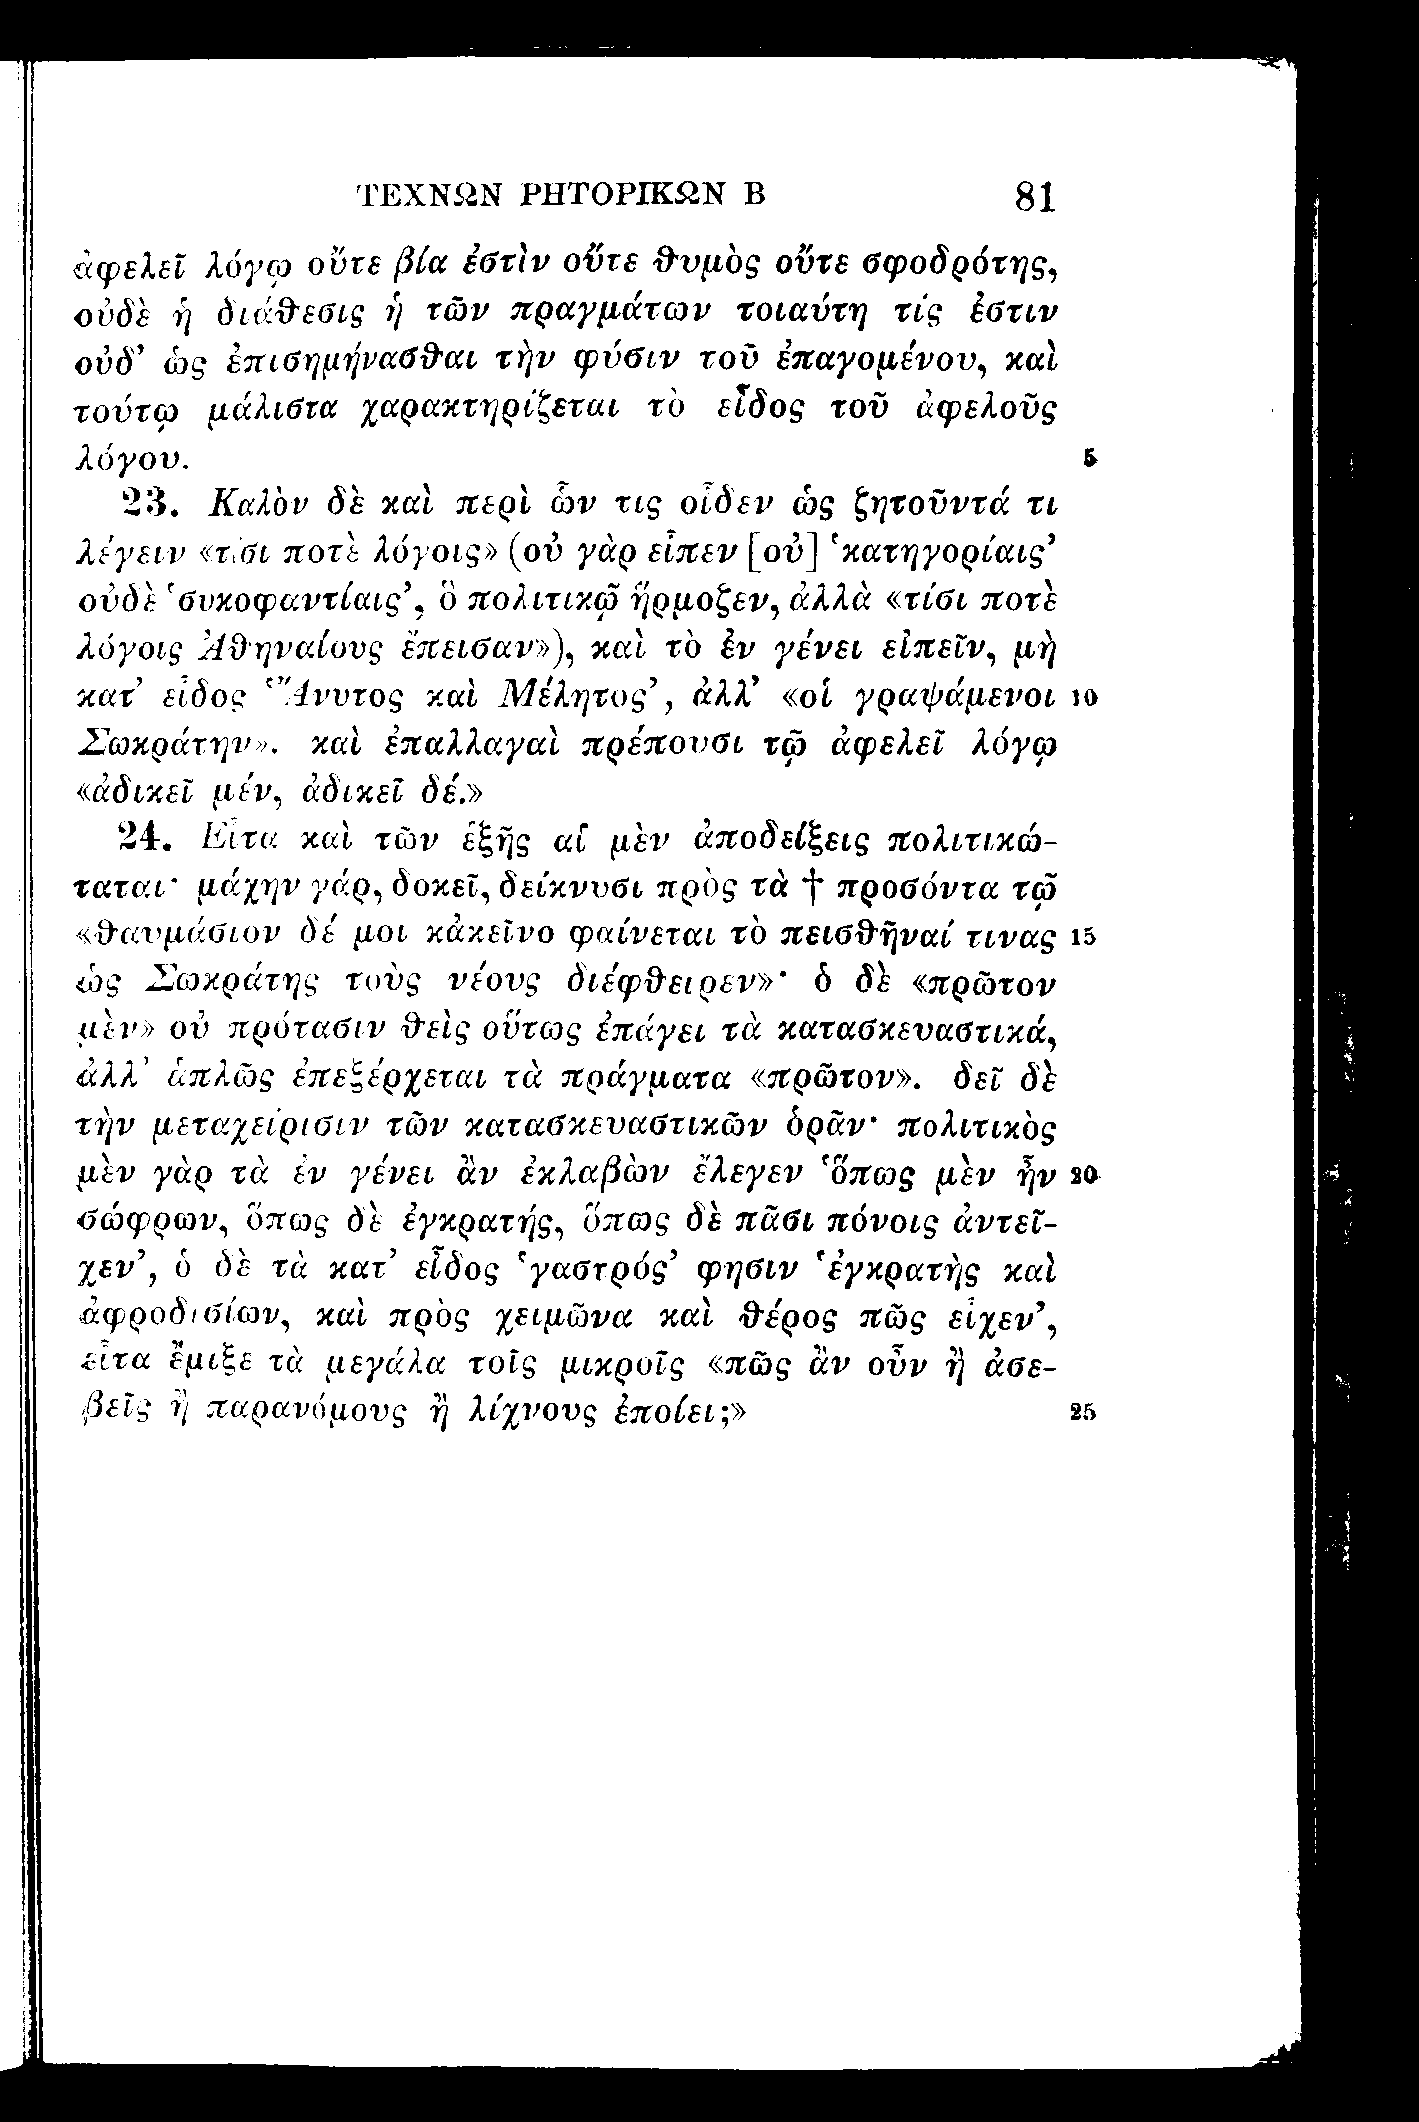 ΤΕΧΝΩΝ ΡΗΤΟΡΙΚΩΝ Β 81
ἀφελεῖ λόγῳ οὔτε βία ἐστὶν οὔτε θυμὸς οὔτε σφοδρότης,
οὐδὲ ἡ διάθεσις ἡ τῶν πραγμάτων τοιαύτη τίς ἐστιν
οὐδ’ ὡς ἐπισημήνασθαι τὴν φύσιν τοῦ ἐπαγομένου, καὶ
τούτῳ μάλιστα χαρακτηρίζεται τὸ εἶδος τοῦ ἀφελοῦς
λόγου. 5
23. Καλὸν δὲ καὶ περὶ ὧν τις οἶδεν ὡς ζητοῦντά τι
λέγειν «τίσι ποτὲ λόγοις» (οὐ γὰρ εἶπεν [οὐ] ‘κατηγορίαις’
οὐδὲ ‘συκοφαντίαις’, ὃ πολιτικῷ ἥρμοζεν, ἀλλὰ «τίσι ποτὲ
λόγοις Ἀθηναίους ἔπεισαν»), καὶ τὸ ἐν γένει εἰπεῖν, μὴ
κατ’ εἶδος ‘Ἄνυτος καὶ Μέλητος’, ἀλλ’ «οἱ γραψάμενοι 10
Σωκράτην». καὶ ἐπαλλαγαὶ πρέπουσι τῷ ἀφελεῖ λόγῳ
«ἀδικεῖ μέν, ἀδικεῖ δέ.»
24. Εἶτα καὶ τῶν ἑξῆς αἱ μὲν ἀποδείξεις πολιτικώ-
ταται· μάχην γάρ, δοκεῖ, δείκνυσι πρὸς τὰ † προσόντα τῷ
«θαυμάσιον δέ μοι κἀκεῖνο φαίνεται τὸ πεισθῆναί τινας 15
ὡς Σωκράτης τοὺς νέους διέφθειρεν»· ὁ δὲ «πρῶτον
μὲν» οὐ πρότασιν θεὶς οὕτως ἐπάγει τὰ κατασκευαστικά,
ἀλλ’ ἁπλῶς ἐπεξέρχεται τὰ πράγματα «πρῶτον». δεῖ δὲ
τὴν μεταχείρισιν τῶν κατασκευαστικῶν ὁρᾶν· πολιτικὸς
μὲν γὰρ τὰ ἐν γένει ἂν ἐκλαβὼν ἔλεγεν ‘ὅπως μὲν ἦν 20
σώφρων, ὅπως δὲ ἐγκρατής, ὅπως δὲ πᾶσι πόνοις ἀντεῖ-
χεν’, ὁ δὲ τὰ κατ’ εἶδος ‘γαστρός’ φησιν ‘ἐγκρατὴς καὶ
ἀφροδισίων, καὶ πρὸς χειμῶνα καὶ θέρος πῶς εἶχεν’,
εἶτα ἔμιξε τὰ μεγάλα τοῖς μικροῖς «πῶς ἂν οὖν ἢ ἀσε-
βεῖς ἢ παρανόμους ἢ λίχνους ἐποίει;» 25